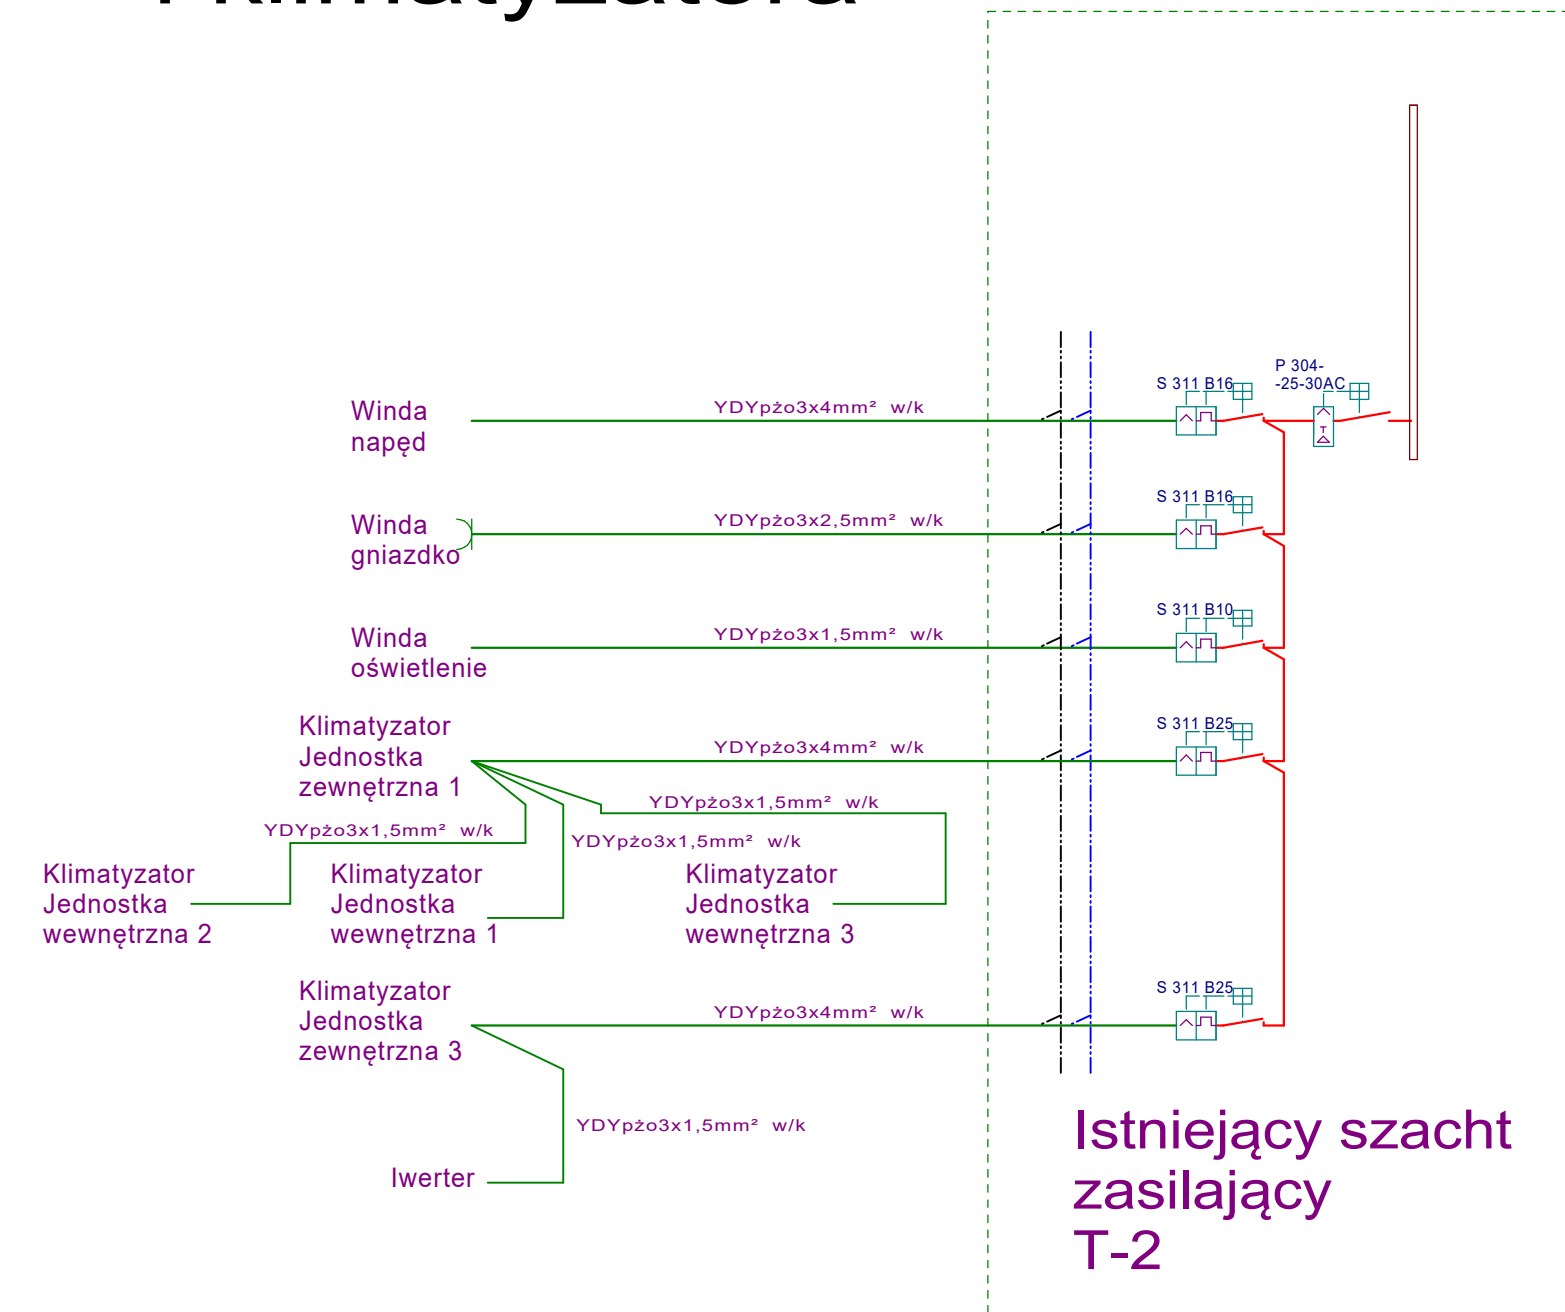 i klimatyzatora
P 304-
-25-30AC
S 311 B16
Winda
napęd
YDYpżo3x4mm² w/k
S 311 B16
Winda
gniazdko
YDYpżo3x2,5mm² w/k
S 311 B10
Winda
oświetlenie
YDYpżo3x1,5mm² w/k
S 311 B25
Klimatyzator
Jednostka
zewnętrzna 1
YDYpżo3x4mm² w/k
YDYpżo3x1,5mm² w/k
YDYpżo3x1,5mm² w/k
YDYpżo3x1,5mm² w/k
Klimatyzator
Jednostka
wewnętrzna 2
Klimatyzator
Jednostka
wewnętrzna 1
Klimatyzator
Jednostka
wewnętrzna 3
S 311 B25
Klimatyzator
Jednostka
zewnętrzna 3
YDYpżo3x4mm² w/k
YDYpżo3x1,5mm² w/k
Iwerter
Istniejący szacht
zasilający
T-2
T